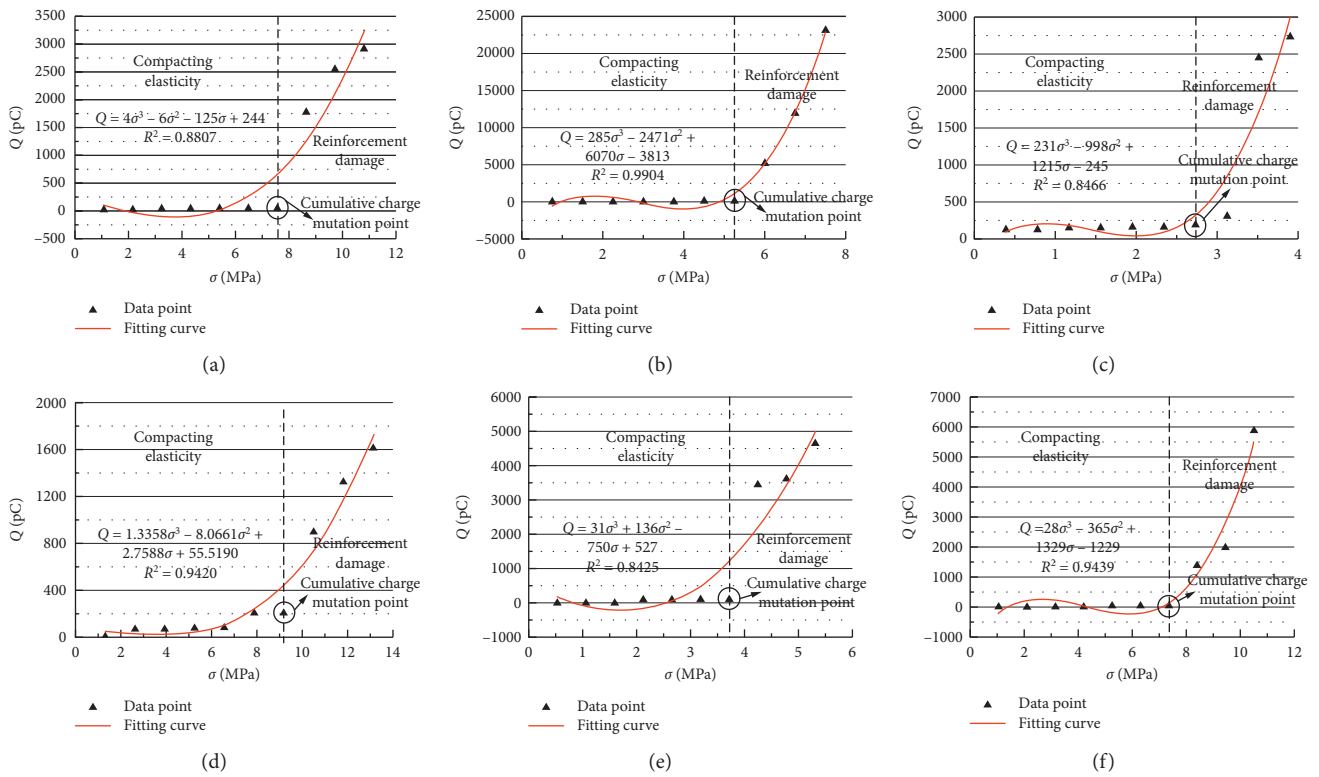 3500
3000
2500
2000
1500
1000
500
0
−500
Q (pC)
Compacting
elasticity
Q = 4σ³ − 6σ² − 125σ + 244
R² = 0.8807
Reinforcement
damage
Cumulative charge
mutation point
0 2 4 6 8 10 12
σ (MPa)
Data point
Fitting curve
(a)
25000
20000
15000
10000
5000
0
−5000
Q (pC)
Compacting
elasticity
Reinforcement
damage
Q = 285σ³ − 2471σ² +
6070σ − 3813
R² = 0.9904
Cumulative charge
mutation point
0 2 4 6 8
σ (MPa)
Data point
Fitting curve
(b)
3000
2500
2000
1500
1000
500
0
Q (pC)
Compacting
elasticity
Reinforcement
damage
Q = 231σ³ − 998σ² +
1215σ − 245
R² = 0.8466
Cumulative charge
mutation point
0 1 2 3 4
σ (MPa)
Data point
Fitting curve
(c)
2000
1600
1200
800
400
0
Q (pC)
Compacting
elasticity
Q = 1.3358σ³ − 8.0661σ² +
2.7588σ + 55.5190
R² = 0.9420
Reinforcement
damage
Cumulative charge
mutation point
0 2 4 6 8 10 12 14
σ (MPa)
Data point
Fitting curve
(d)
6000
5000
4000
3000
2000
1000
0
−1000
Q (pC)
Compacting
elasticity
Q = 31σ³ + 136σ² −
750σ + 527
R² = 0.8425
Reinforcement
damage
Cumulative charge
mutation point
0 1 2 3 4 5 6
σ (MPa)
Data point
Fitting curve
(e)
7000
6000
5000
4000
3000
2000
1000
0
−1000
Q (pC)
Compacting
elasticity
Reinforcement
damage
Q =28σ³ − 365σ² +
1329σ − 1229
R² = 0.9439
Cumulative charge
mutation point
0 2 4 6 8 10 12
σ (MPa)
Data point
Fitting curve
(f)